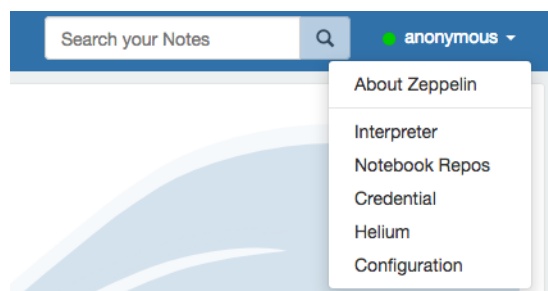 Search your Notes
anonymous
About Zeppelin
Interpreter
Notebook Repos
Credential
Helium
Configuration